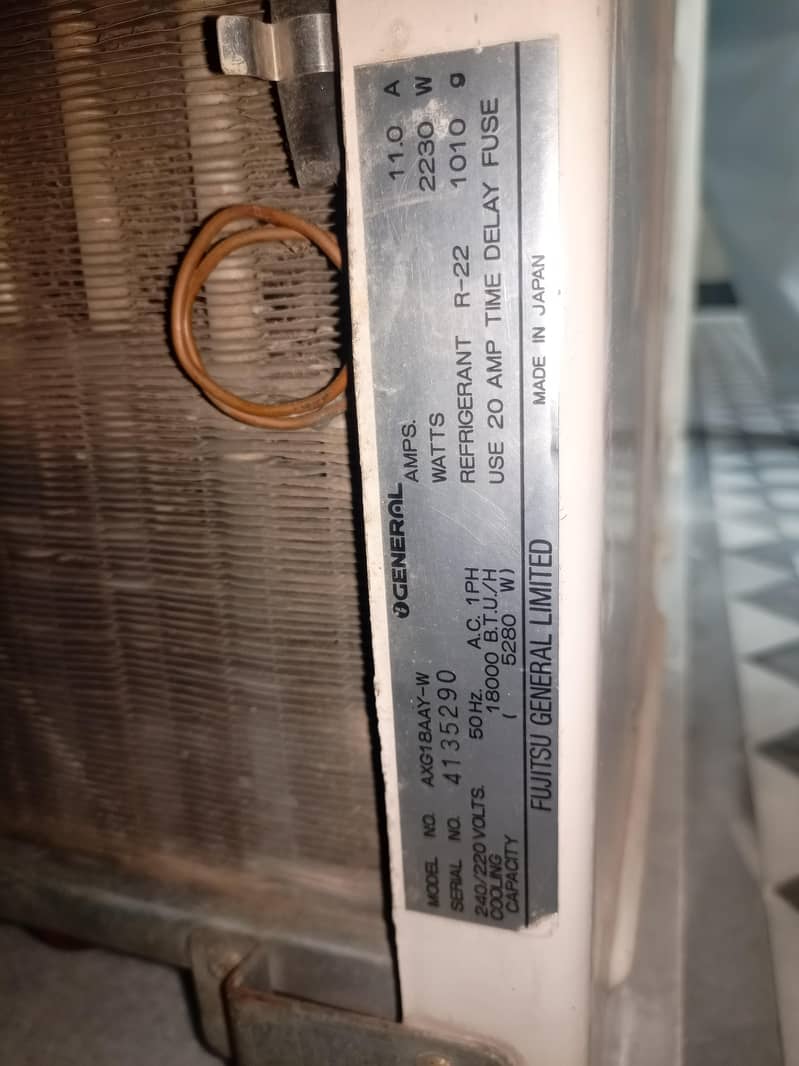 GENERAL
MODEL NO. AXG18AAY-W
SERIAL NO. 4135290
240/220 VOLTS. 50 Hz. A.C. 1PH
COOLING CAPACITY 18000 B.T.U./H
( 5280 W)
AMPS. 11.0 A
WATTS 2230 W
REFRIGERANT R-22 1010 g
USE 20 AMP TIME DELAY FUSE
FUJITSU GENERAL LIMITED MADE IN JAPAN